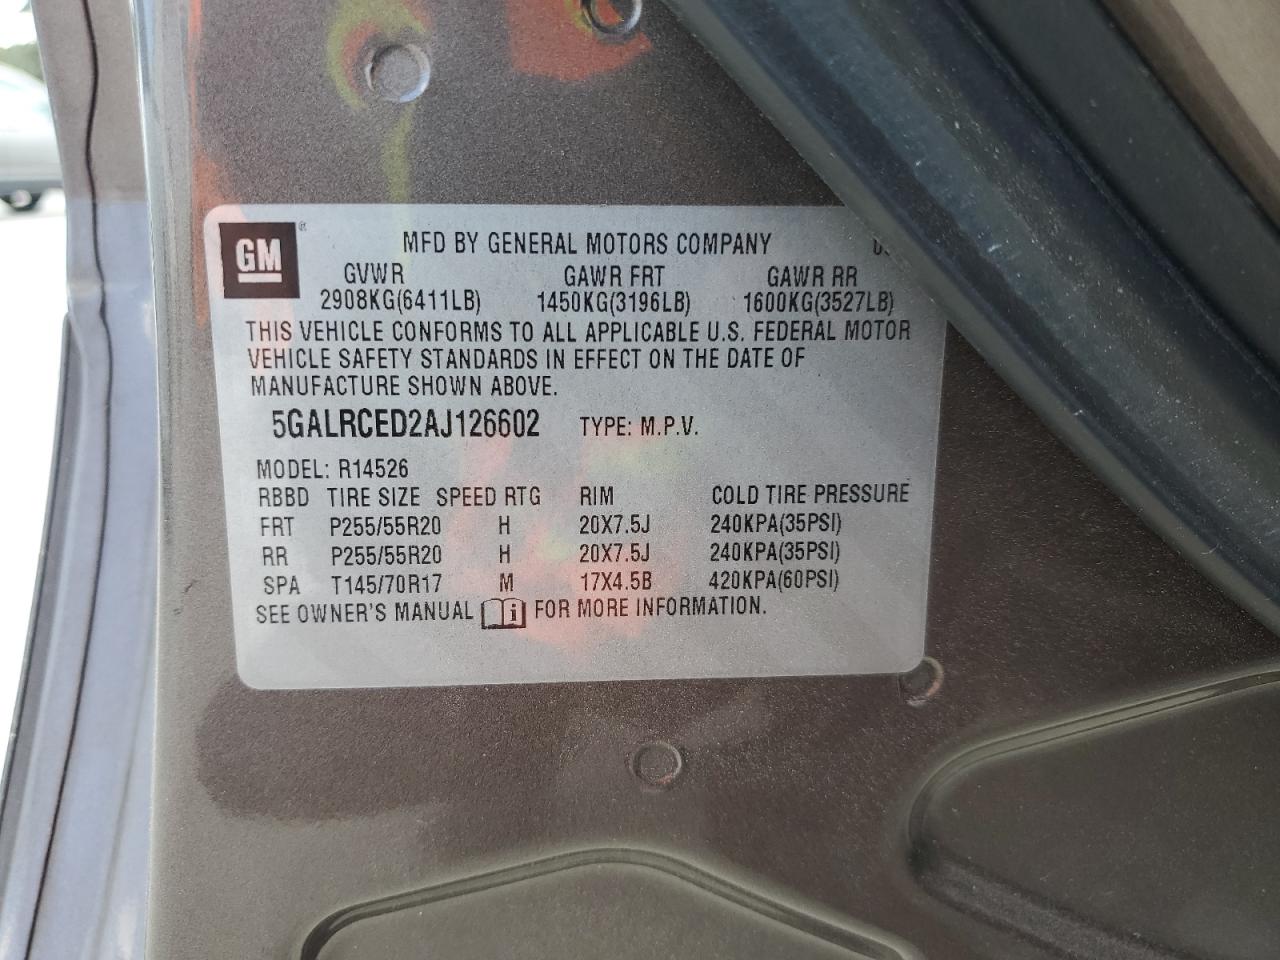 GM ® MFD BY GENERAL MOTORS COMPANY
GVWR GAWR FRT GAWR RR
2908KG(6411LB) 1450KG(3196LB) 1600KG(3527LB)
THIS VEHICLE CONFORMS TO ALL APPLICABLE U.S. FEDERAL MOTOR
VEHICLE SAFETY STANDARDS IN EFFECT ON THE DATE OF
MANUFACTURE SHOWN ABOVE.
5GALRCED2AJ126602 TYPE: M.P.V.
MODEL: R14526
RBBD TIRE SIZE SPEED RTG RIM COLD TIRE PRESSURE
FRT P255/55R20 H 20X7.5J 240KPA(35PSI)
RR P255/55R20 H 20X7.5J 240KPA(35PSI)
SPA T145/70R17 M 17X4.5B 420KPA(60PSI)
SEE OWNER'S MANUAL i FOR MORE INFORMATION.